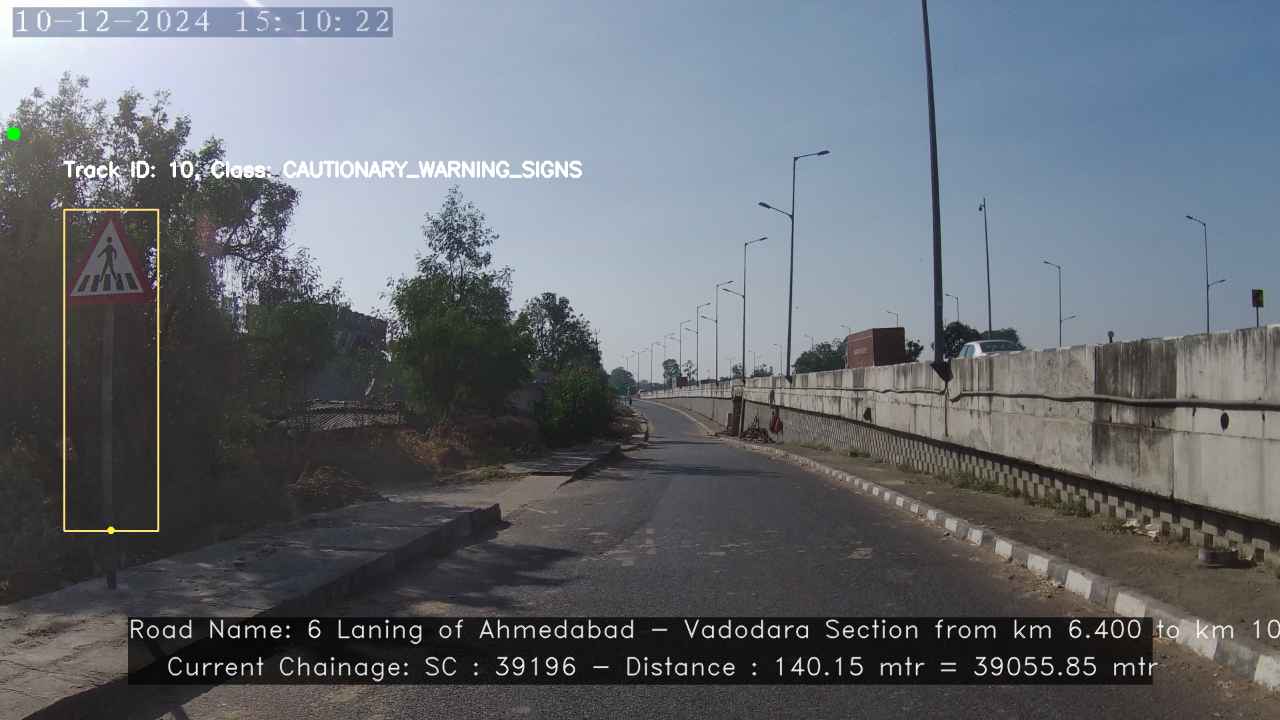 10-12-2024 15:10:22
Track ID: 10, Class: CAUTIONARY_WARNING_SIGNS
Road Name: 6 Laning of Ahmedabad - Vadodara Section from km 6.400 to km 10
Current Chainage: SC : 39196 - Distance : 140.15 mtr = 39055.85 mtr